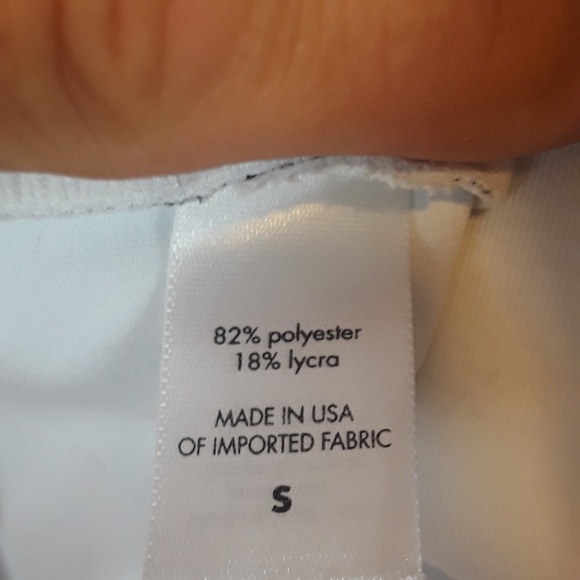 82% polyester
18% lycra
MADE IN USA
OF IMPORTED FABRIC
S